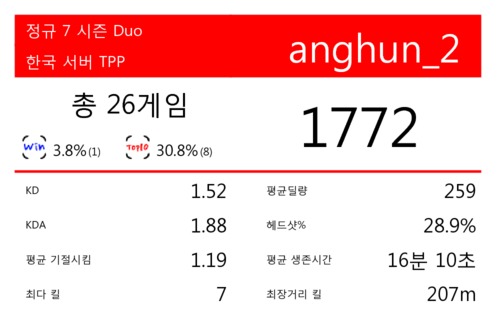 정규 7 시즌 Duo
한국 서버 TPP
anghun_2
총 26게임
Win 3.8%(1)
TOP10 30.8%(8)
1772
KD 1.52
평균딜량 259
KDA 1.88
헤드샷% 28.9%
평균 기절시킴 1.19
평균 생존시간 16분 10초
최다 킬 7
최장거리 킬 207m